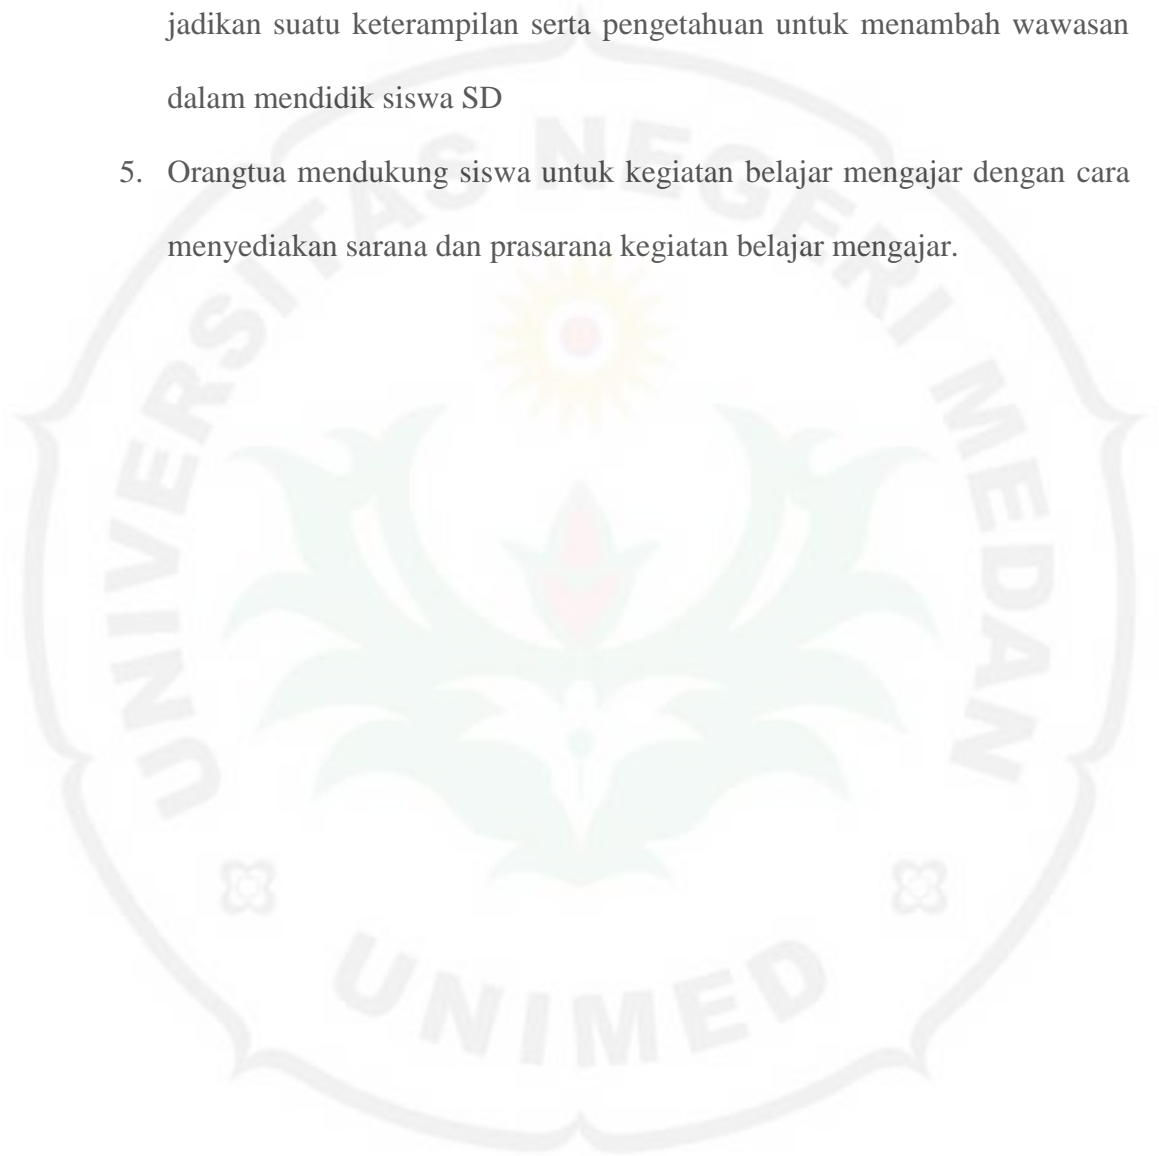 jadikan suatu keterampilan serta pengetahuan untuk menambah wawasan
dalam mendidik siswa SD
5. Orangtua mendukung siswa untuk kegiatan belajar mengajar dengan cara
menyediakan sarana dan prasarana kegiatan belajar mengajar.
UNIVERSITAS NEGERI MEDAN
UNIMED